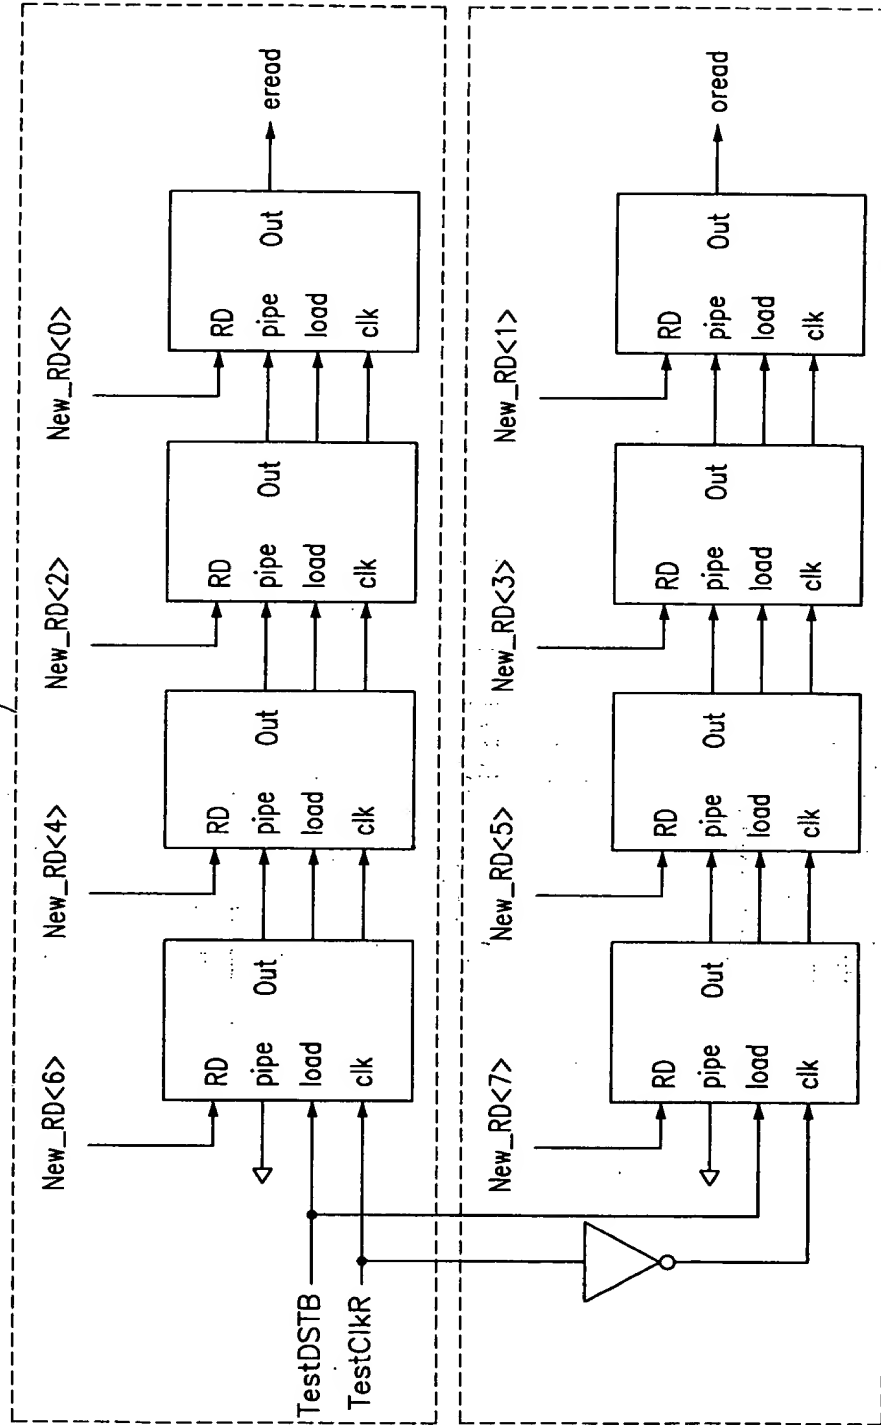 New_RD<6>
New_RD<4>
New_RD<2>
New_RD<0>
RD
pipe
load
clk
Out
RD
pipe
load
clk
Out
RD
pipe
load
clk
Out
RD
pipe
load
clk
Out
eread
TestDSTB
TestClkR
New_RD<7>
New_RD<5>
New_RD<3>
New_RD<1>
RD
pipe
load
clk
Out
RD
pipe
load
clk
Out
RD
pipe
load
clk
Out
RD
pipe
load
clk
Out
oread